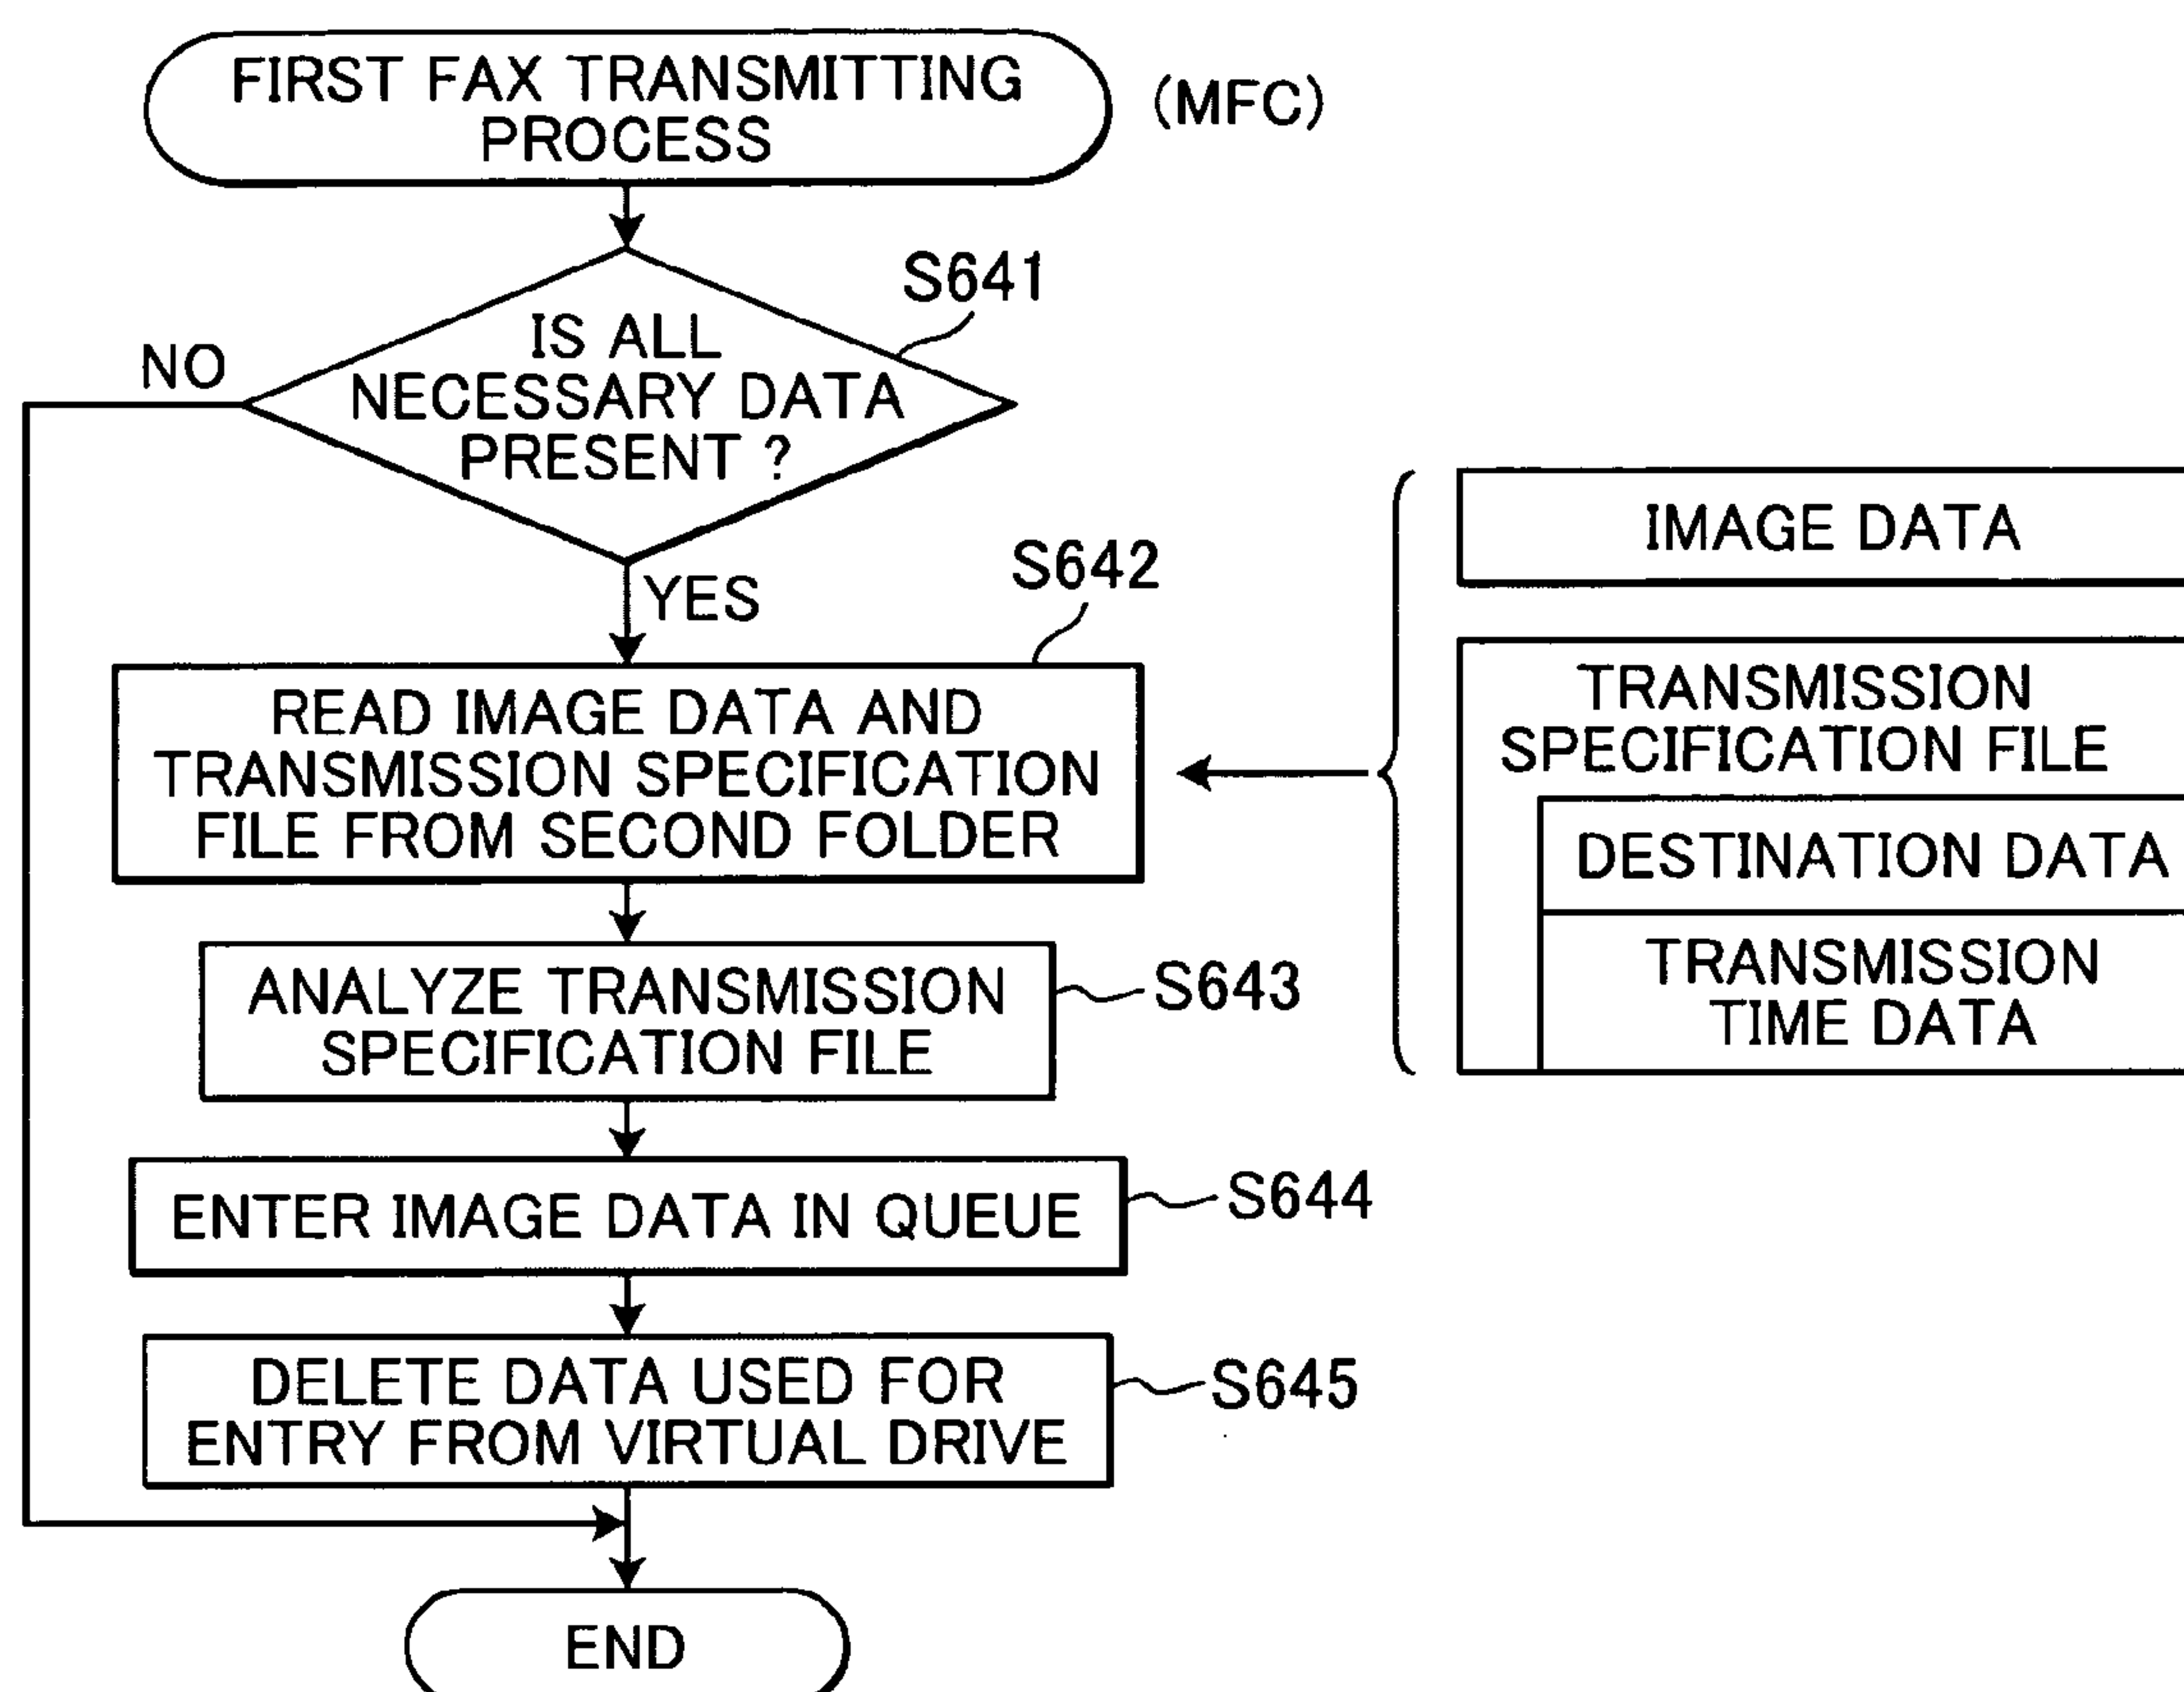 FIRST FAX TRANSMITTING
PROCESS
(MFC)
S641
IS ALL
NECESSARY DATA
PRESENT ?
NO
YES
S642
READ IMAGE DATA AND
TRANSMISSION SPECIFICATION
FILE FROM SECOND FOLDER
IMAGE DATA
TRANSMISSION
SPECIFICATION FILE
DESTINATION DATA
TRANSMISSION
TIME DATA
ANALYZE TRANSMISSION
SPECIFICATION FILE
S643
ENTER IMAGE DATA IN QUEUE
S644
DELETE DATA USED FOR
ENTRY FROM VIRTUAL DRIVE
S645
END